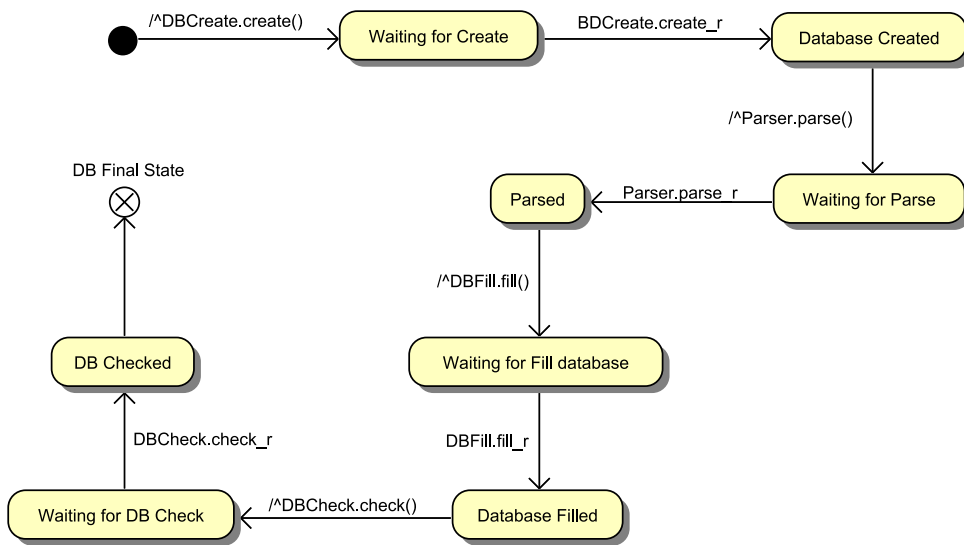 /^DBCreate.create()
Waiting for Create
BDCreate.create_r
Database Created
/^Parser.parse()
DB Final State
Parsed
Parser.parse_r
Waiting for Parse
/^DBFill.fill()
DB Checked
Waiting for Fill database
DBCheck.check_r
DBFill.fill_r
Waiting for DB Check
/^DBCheck.check()
Database Filled